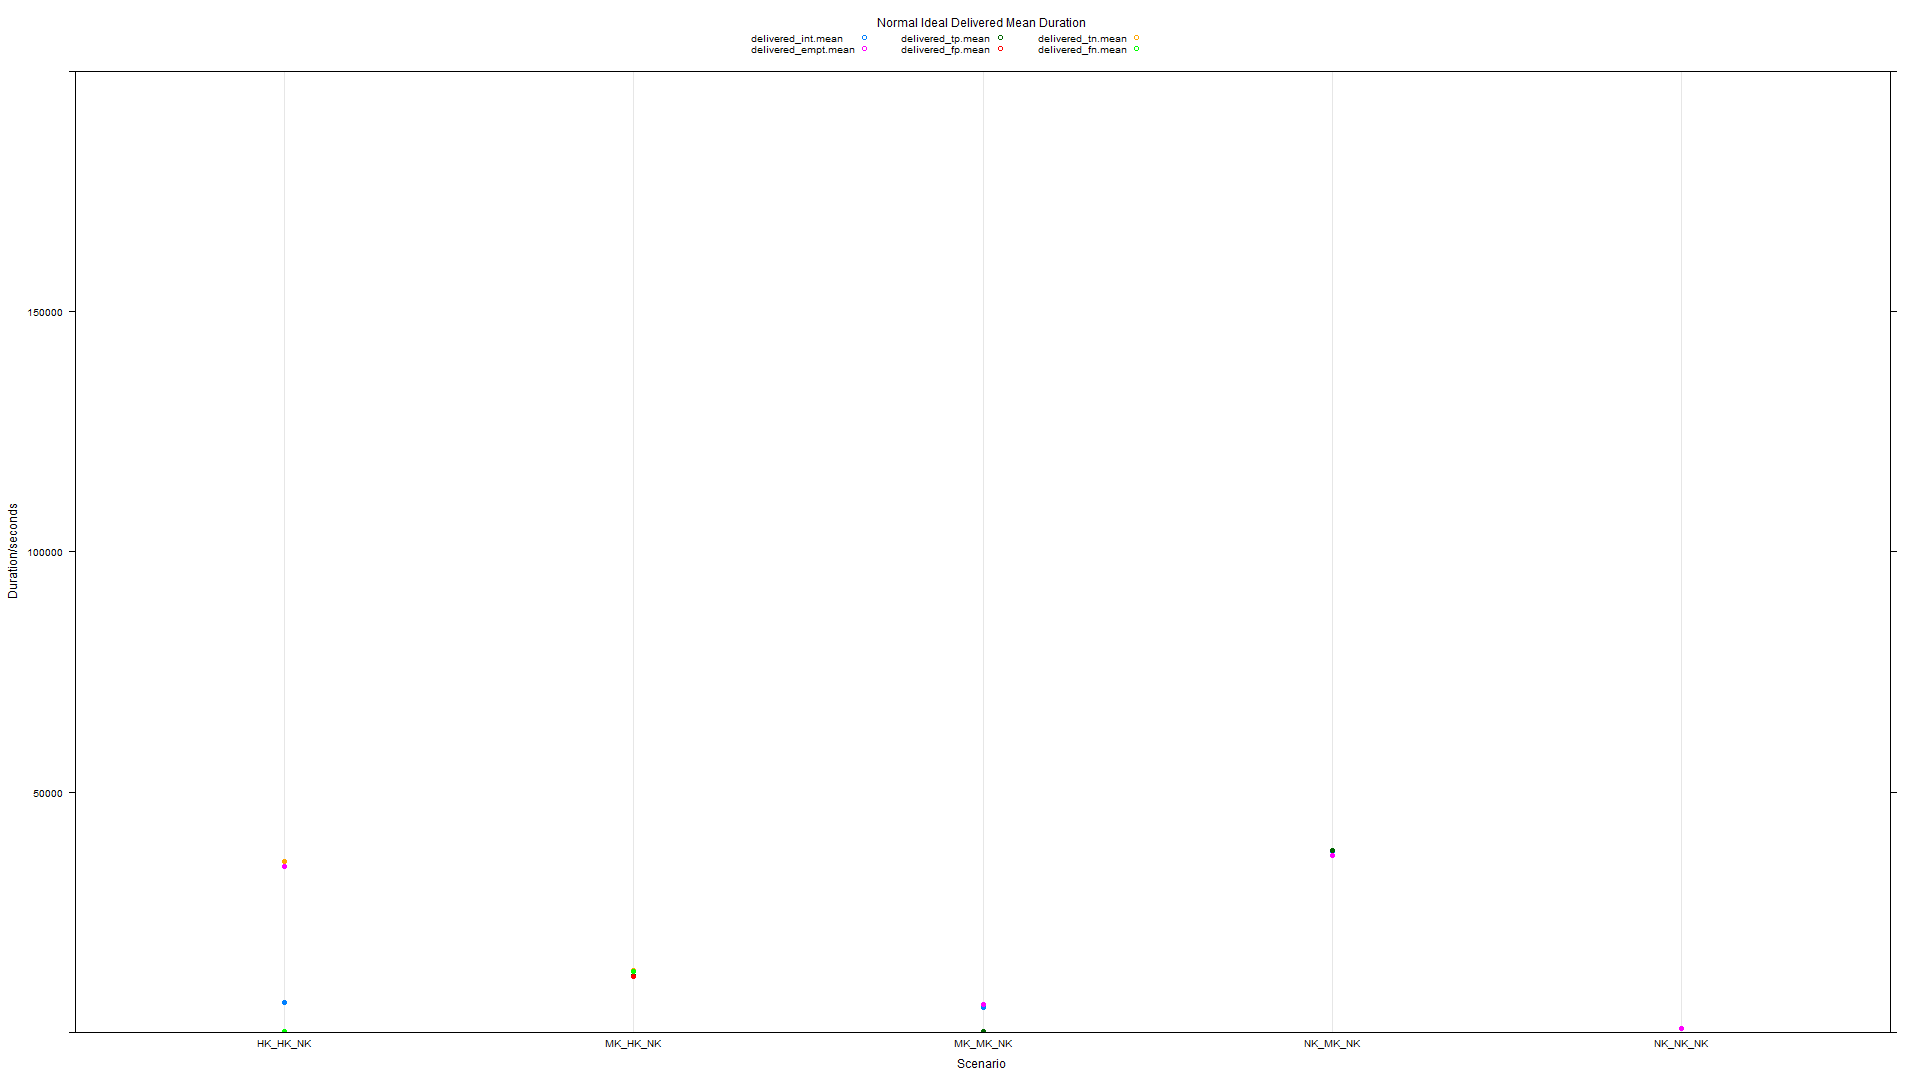 Normal Ideal Delivered Mean Duration
delivered_int.mean delivered_tp.mean delivered_tn.mean
delivered_empt.mean delivered_fp.mean delivered_fn.mean
150000
100000
50000
Duration/seconds
HK_HK_NK MK_HK_NK MK_MK_NK NK_MK_NK NK_NK_NK
Scenario